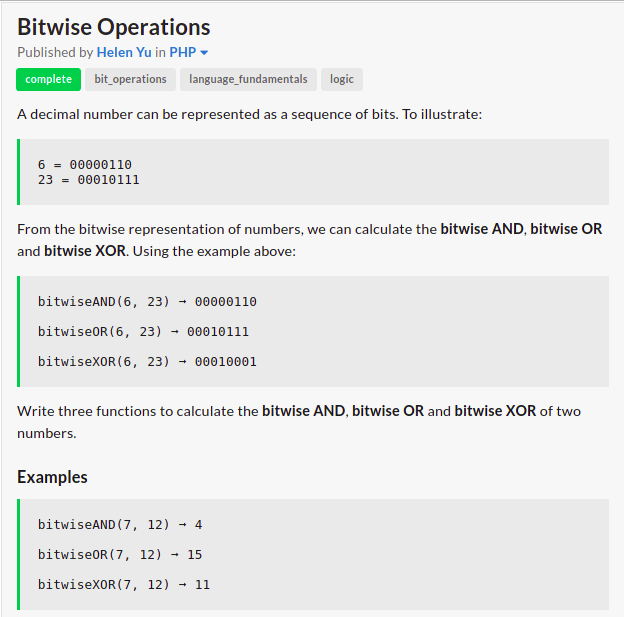 Bitwise Operations
Published by Helen Yu in PHP
complete bit_operations language_fundamentals logic
A decimal number can be represented as a sequence of bits. To illustrate:
6 = 00000110
23 = 00010111
From the bitwise representation of numbers, we can calculate the bitwise AND, bitwise OR
and bitwise XOR. Using the example above:
bitwiseAND(6, 23) → 00000110
bitwiseOR(6, 23) → 00010111
bitwiseXOR(6, 23) → 00010001
Write three functions to calculate the bitwise AND, bitwise OR and bitwise XOR of two
numbers.
Examples
bitwiseAND(7, 12) → 4
bitwiseOR(7, 12) → 15
bitwiseXOR(7, 12) → 11